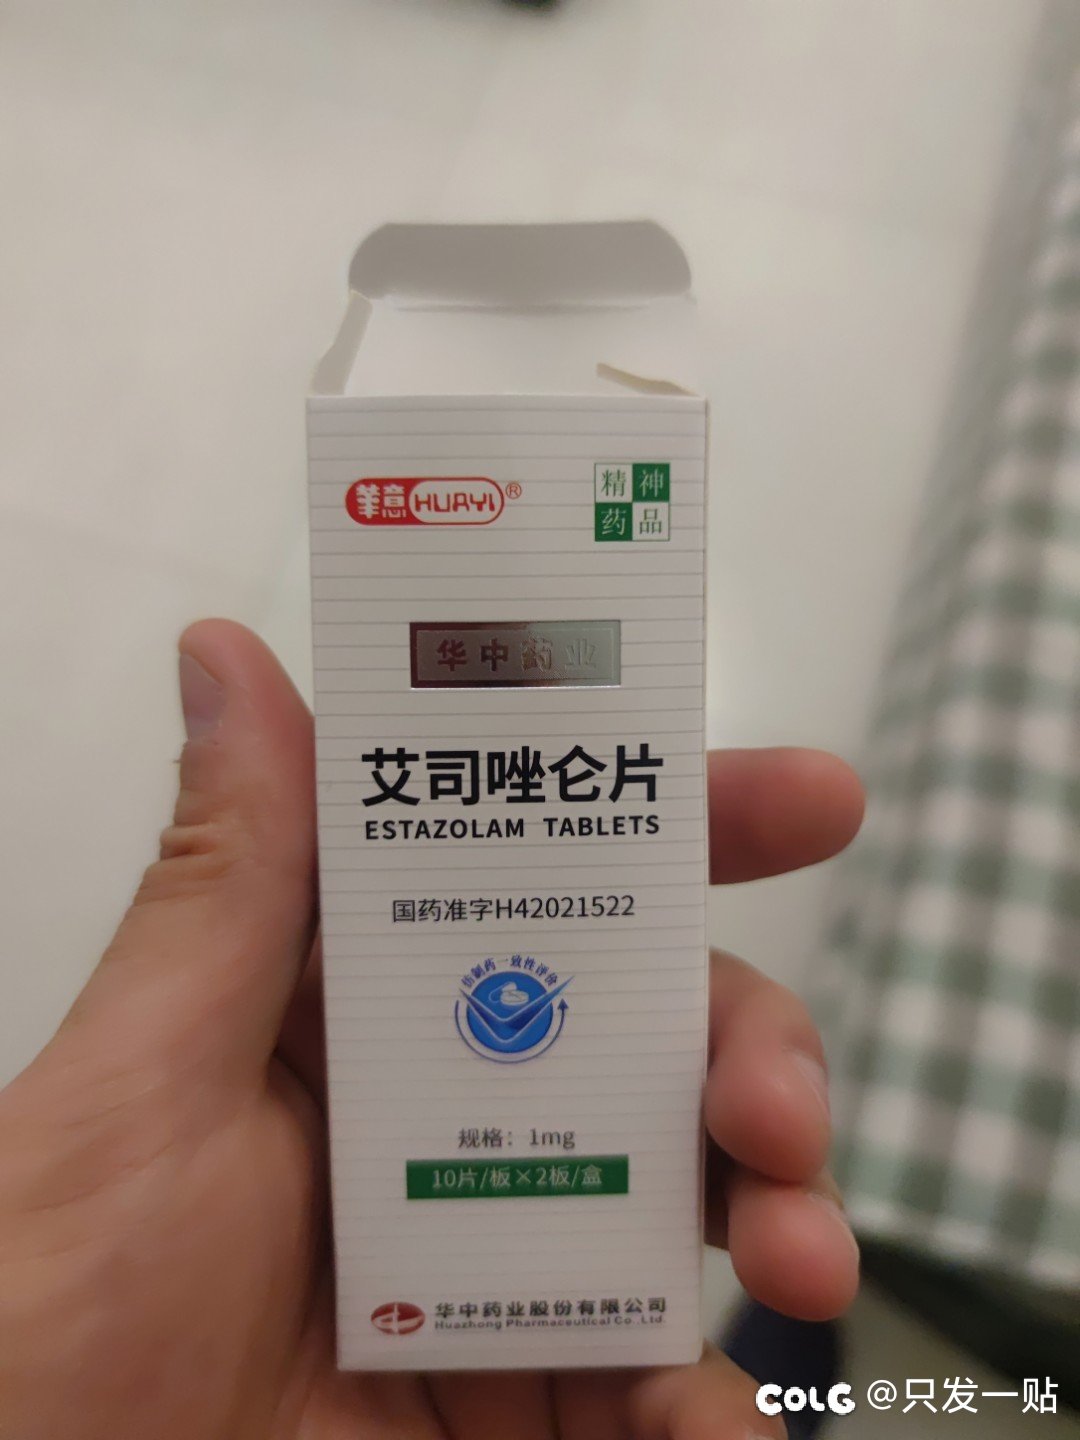 華意 HUAYI®
精神
药品
华中药业
艾司唑仑片
ESTAZOLAM TABLETS
国药准字H42021522
仿制药一致性评价
规格：1mg
10片/板×2板/盒
华中药业股份有限公司
Huazhong Pharmaceutical Co.,Ltd.
COLG @只发一贴